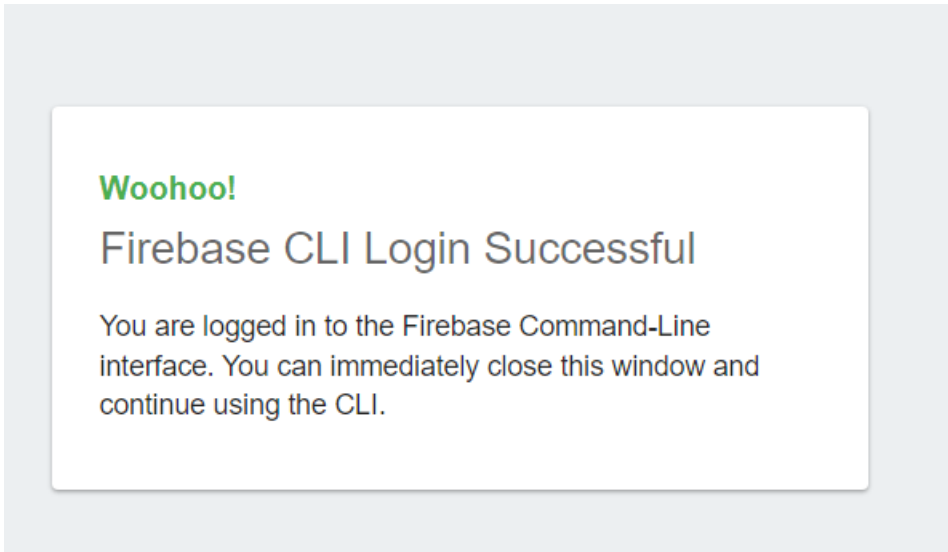 Woohoo!
Firebase CLI Login Successful
You are logged in to the Firebase Command-Line
interface. You can immediately close this window and
continue using the CLI.